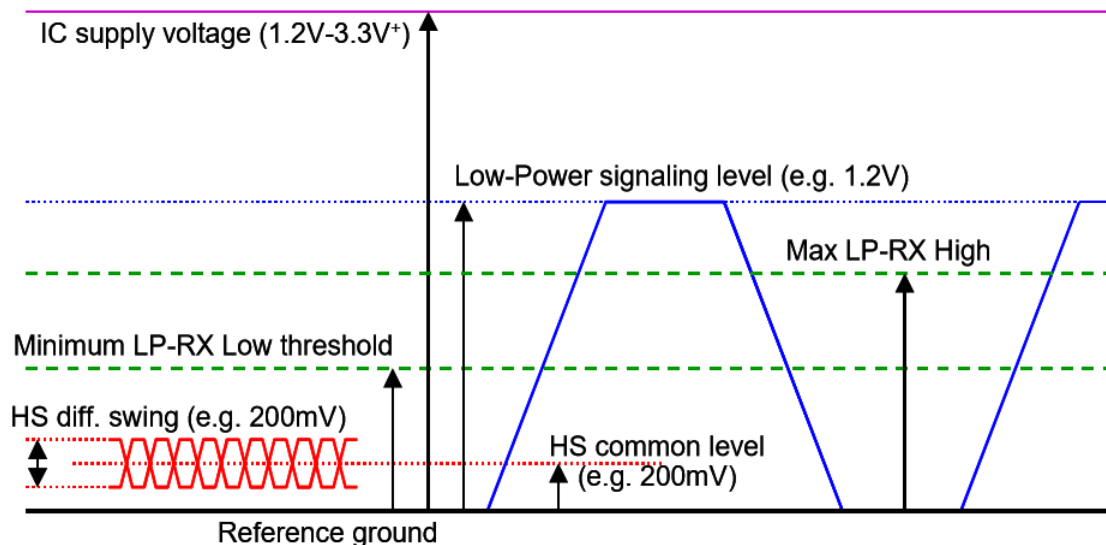 IC supply voltage (1.2V-3.3V⁺)
Low-Power signaling level (e.g. 1.2V)
Max LP-RX High
Minimum LP-RX Low threshold
HS diff. swing (e.g. 200mV)
HS common level
(e.g. 200mV)
Reference ground